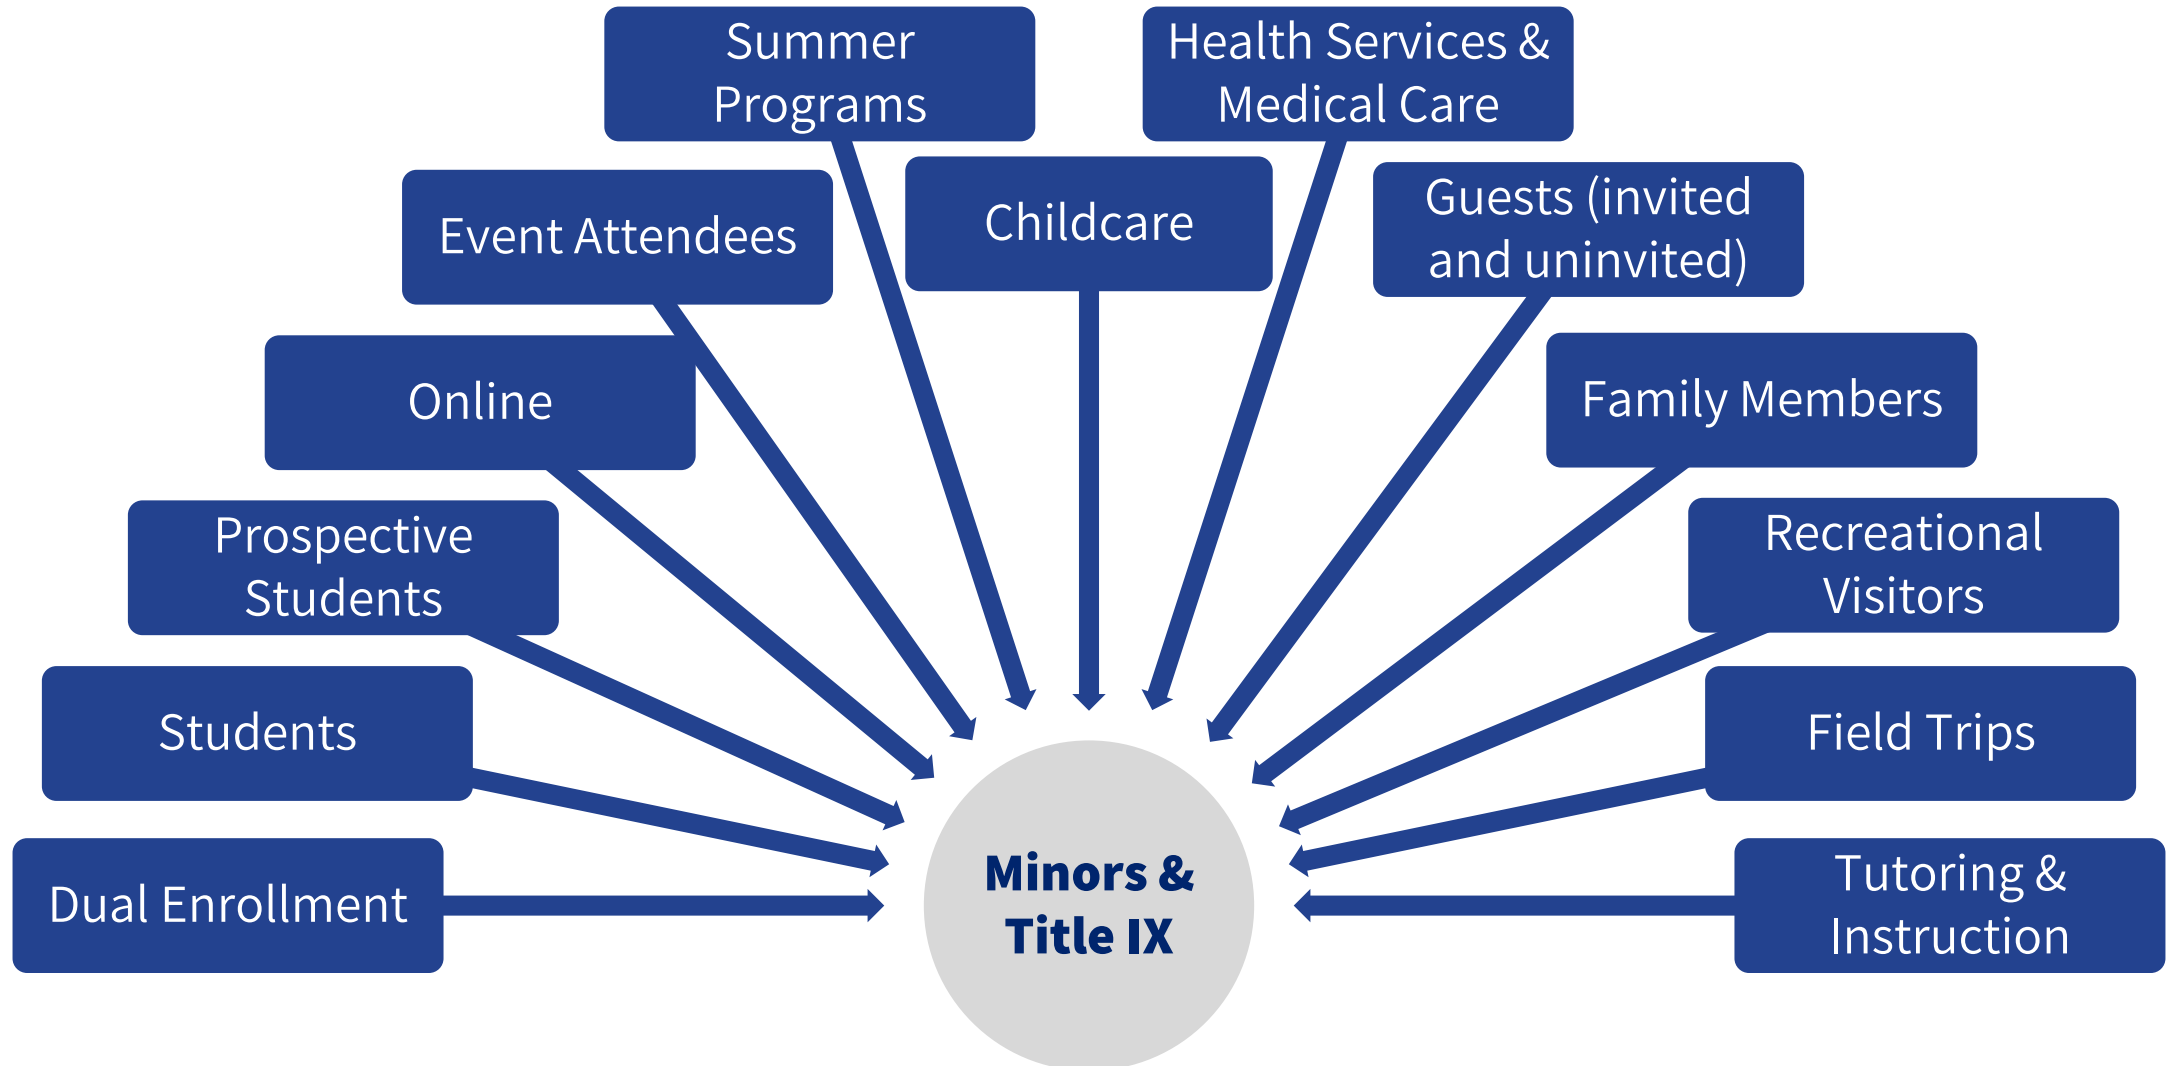 Summer
Programs
Health Services &
Medical Care
Event Attendees
Childcare
Guests (invited
and uninvited)
Online
Family Members
Prospective
Students
Recreational
Visitors
Students
Field Trips
Dual Enrollment
Minors &
Title IX
Tutoring &
Instruction